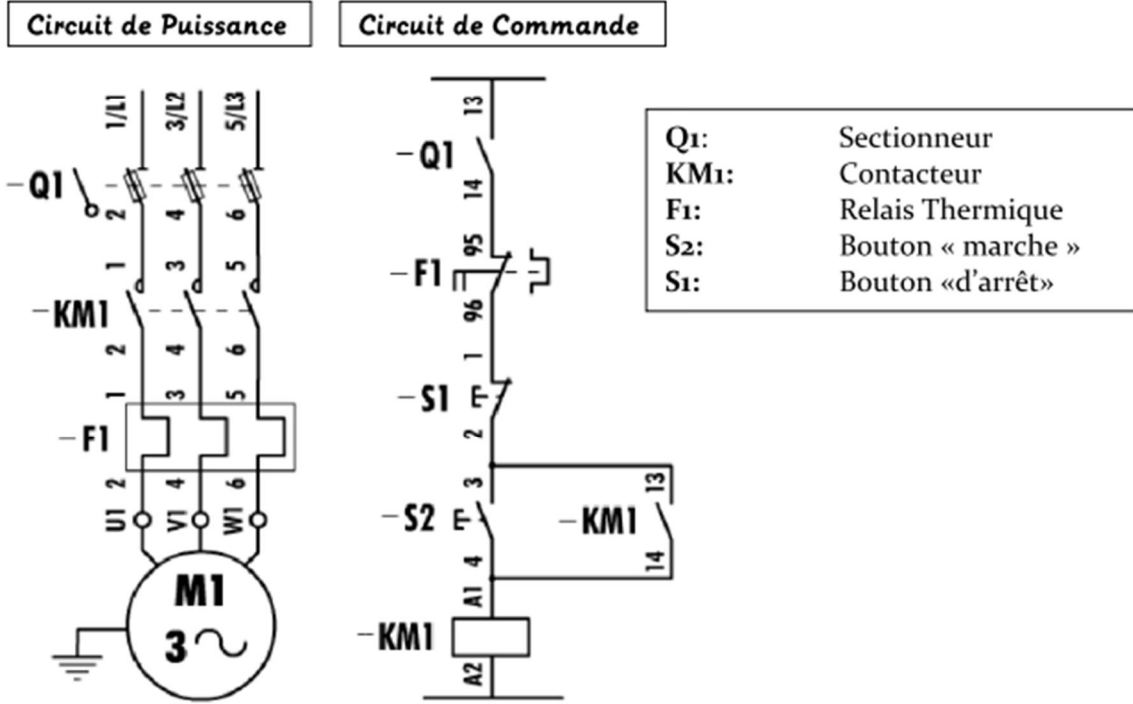 Circuit de Puissance
Circuit de Commande
1/L1 3/L2 5/L3
-Q1
2 4 6
1 3 5
-KM1
2 4 6
1 3 5
-F1
2 4 6
U1 V1 W1
M1
3
13
-Q1
14
95
-F1
96
1
-S1
2
3
-S2
4
13
-KM1
14
A1
-KM1
A2
Q1: Sectionneur
KM1: Contacteur
F1: Relais Thermique
S2: Bouton « marche »
S1: Bouton «d'arrêt»